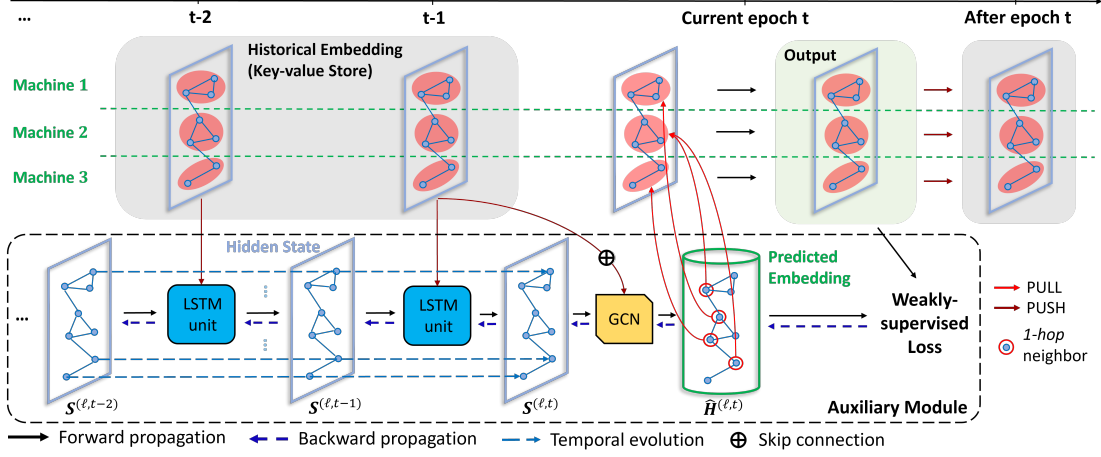 ...
t-2
t-1
Current epoch t
After epoch t
Historical Embedding
(Key-value Store)
Output
Machine 1
Machine 2
Machine 3
Hidden State
Predicted
Embedding
PULL
PUSH
1-hop
neighbor
...
LSTM
unit
LSTM
unit
GCN
Weakly-
supervised
Loss
S^(ℓ,t−2)
S^(ℓ,t−1)
S^(ℓ,t)
Ĥ^(ℓ,t)
Auxiliary Module
Forward propagation
Backward propagation
Temporal evolution
Skip connection